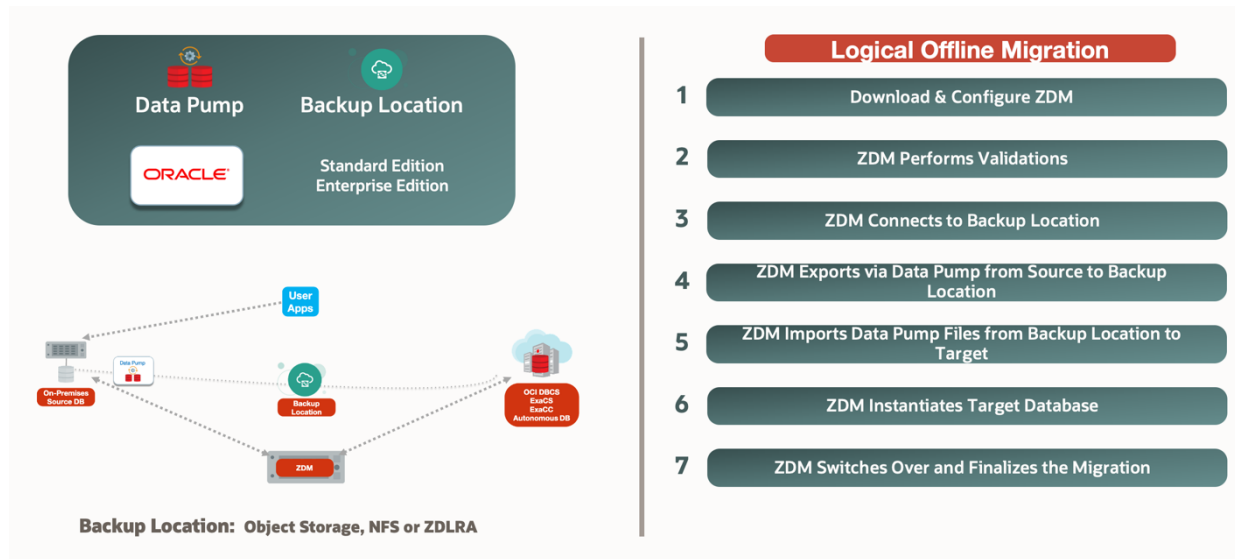 Data Pump
Backup Location
ORACLE
Standard Edition
Enterprise Edition
User
Apps
Data Pump
On-Premises
Source DB
Backup
Location
OCI DBCS
ExaCS
ExaCC
Autonomous DB
ZDM
Backup Location: Object Storage, NFS or ZDLRA
Logical Offline Migration
1 Download & Configure ZDM
2 ZDM Performs Validations
3 ZDM Connects to Backup Location
4 ZDM Exports via Data Pump from Source to Backup
Location
5 ZDM Imports Data Pump Files from Backup Location to
Target
6 ZDM Instantiates Target Database
7 ZDM Switches Over and Finalizes the Migration